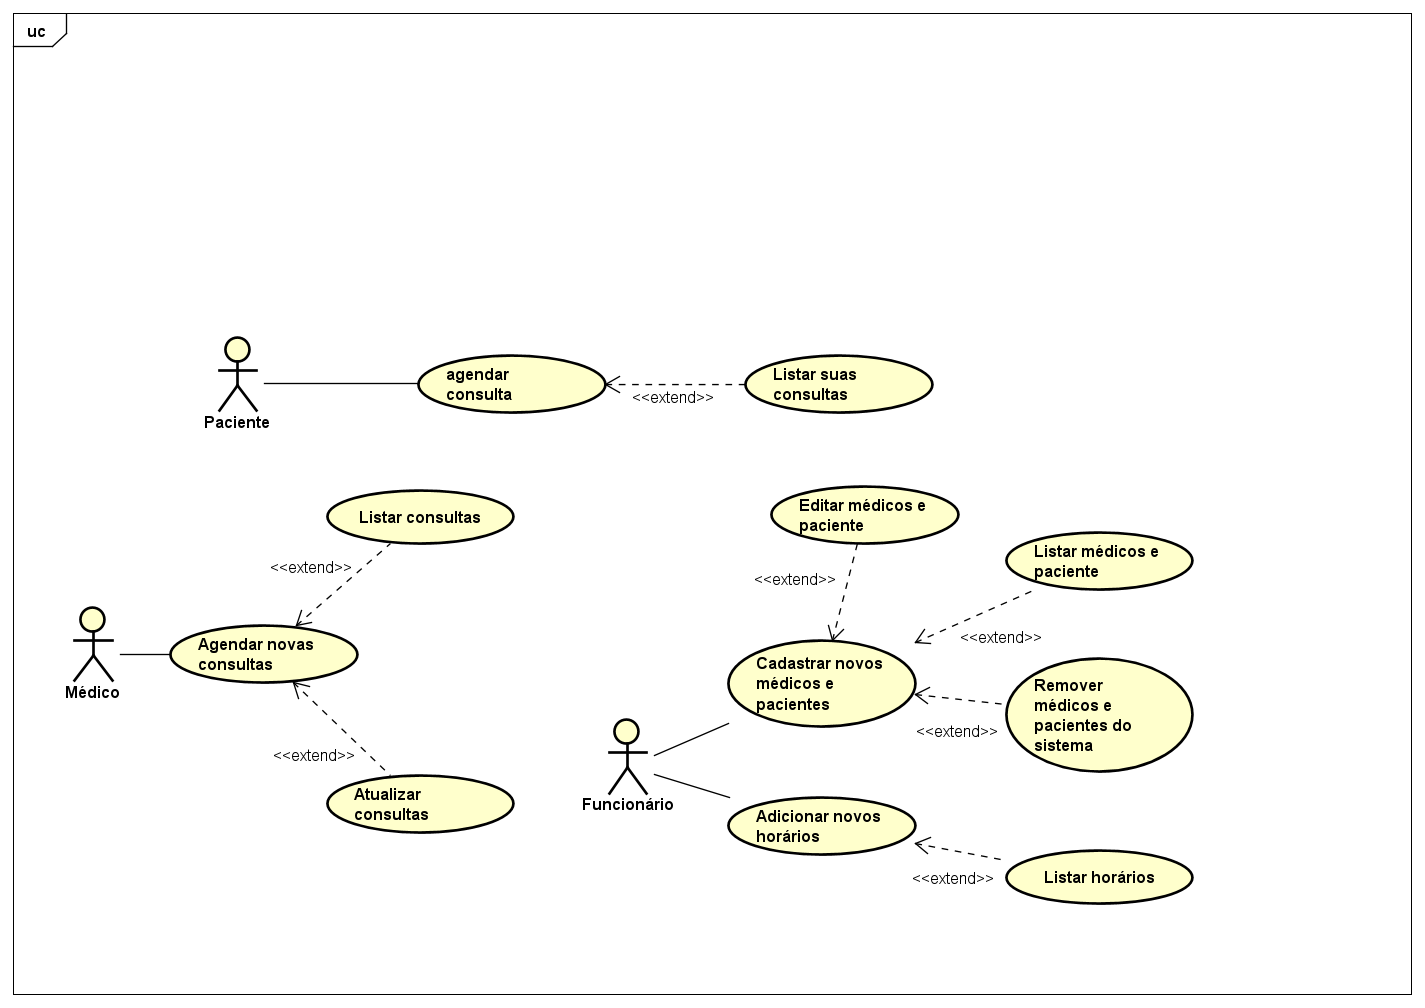 uc
agendar
consulta
<<extend>>
Listar suas
consultas
Paciente
Listar consultas
<<extend>>
Agendar novas
consultas
Médico
<<extend>>
Atualizar
consultas
Editar médicos e
paciente
<<extend>>
Listar médicos e
paciente
<<extend>>
Cadastrar novos
médicos e
pacientes
<<extend>>
Remover
médicos e
pacientes do
sistema
Funcionário
Adicionar novos
horários
<<extend>>
Listar horários